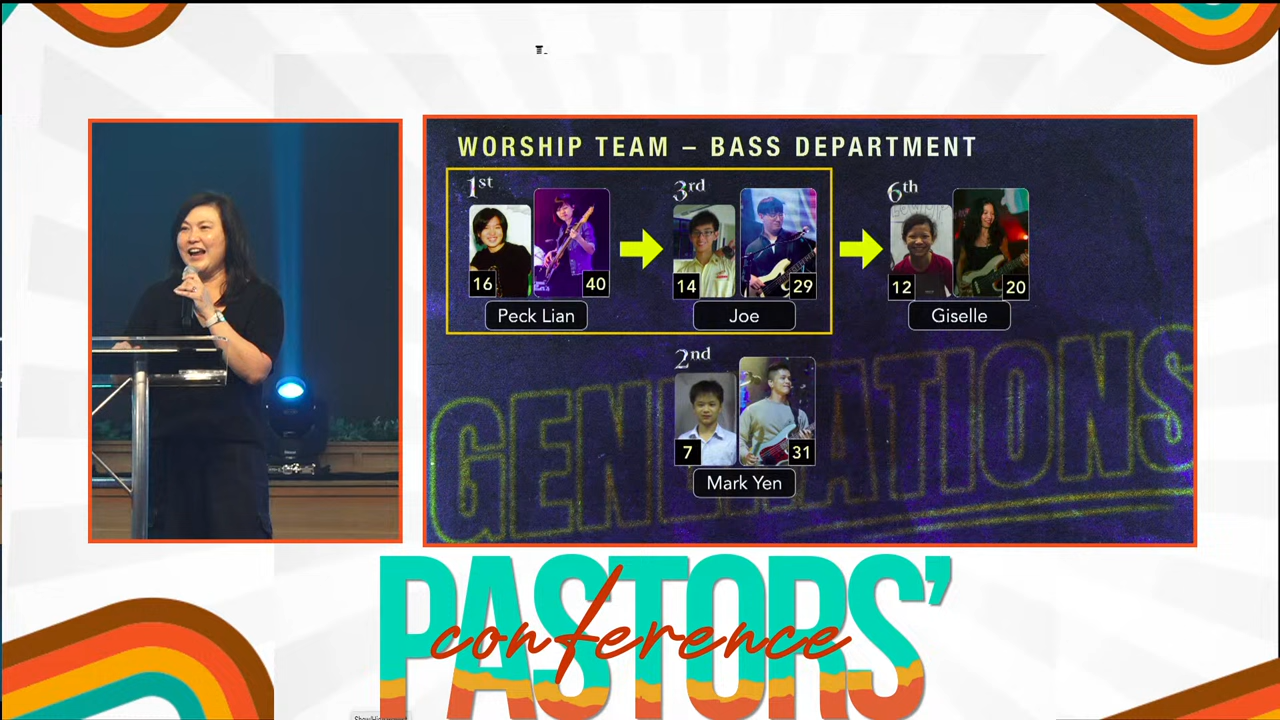 WORSHIP TEAM – BASS DEPARTMENT
1st
3rd
6th
16
40
14
29
12
20
Peck Lian
Joe
Giselle
2nd
7
31
Mark Yen
GENERATIONS
PASTORS’
conference